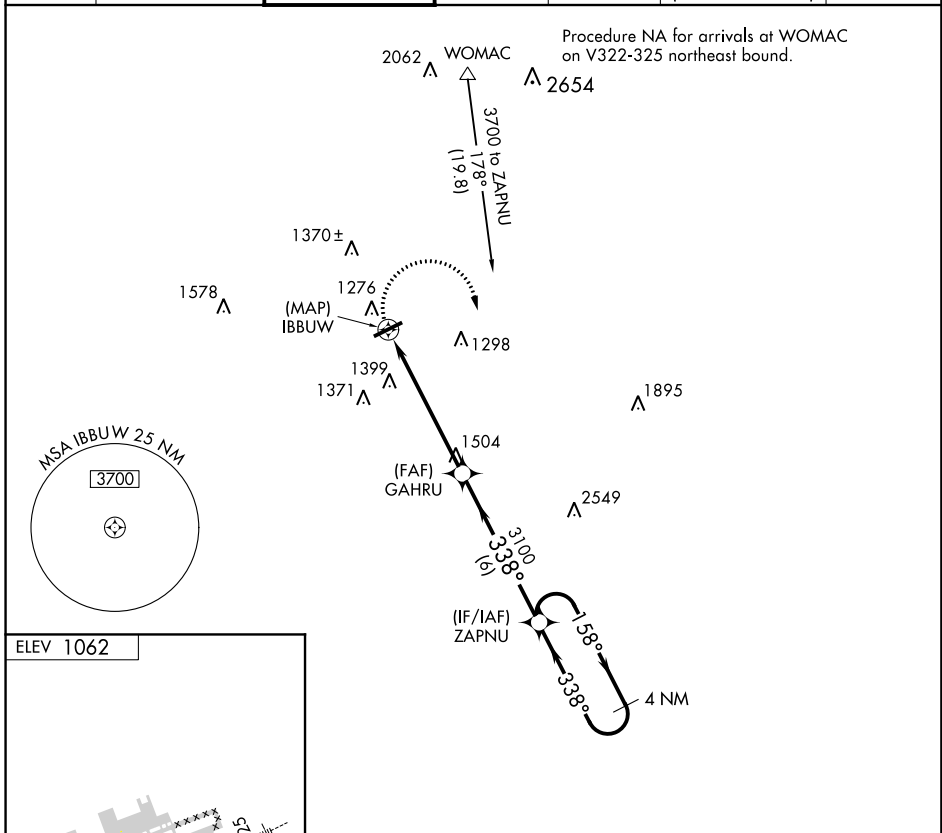 Procedure NA for arrivals at WOMAC
on V322-325 northeast bound.
2062
WOMAC
2654
3700 to ZAPNU
178°
(19.8)
1370±
1578
1276
(MAP)
IBBUW
1298
1399
1371
1895
MSA IBBUW 25 NM
3700
1504
(FAF)
GAHRU
2549
3100
338°
(6)
(IF/IAF)
ZAPNU
158°
338°
4 NM
ELEV 1062
025